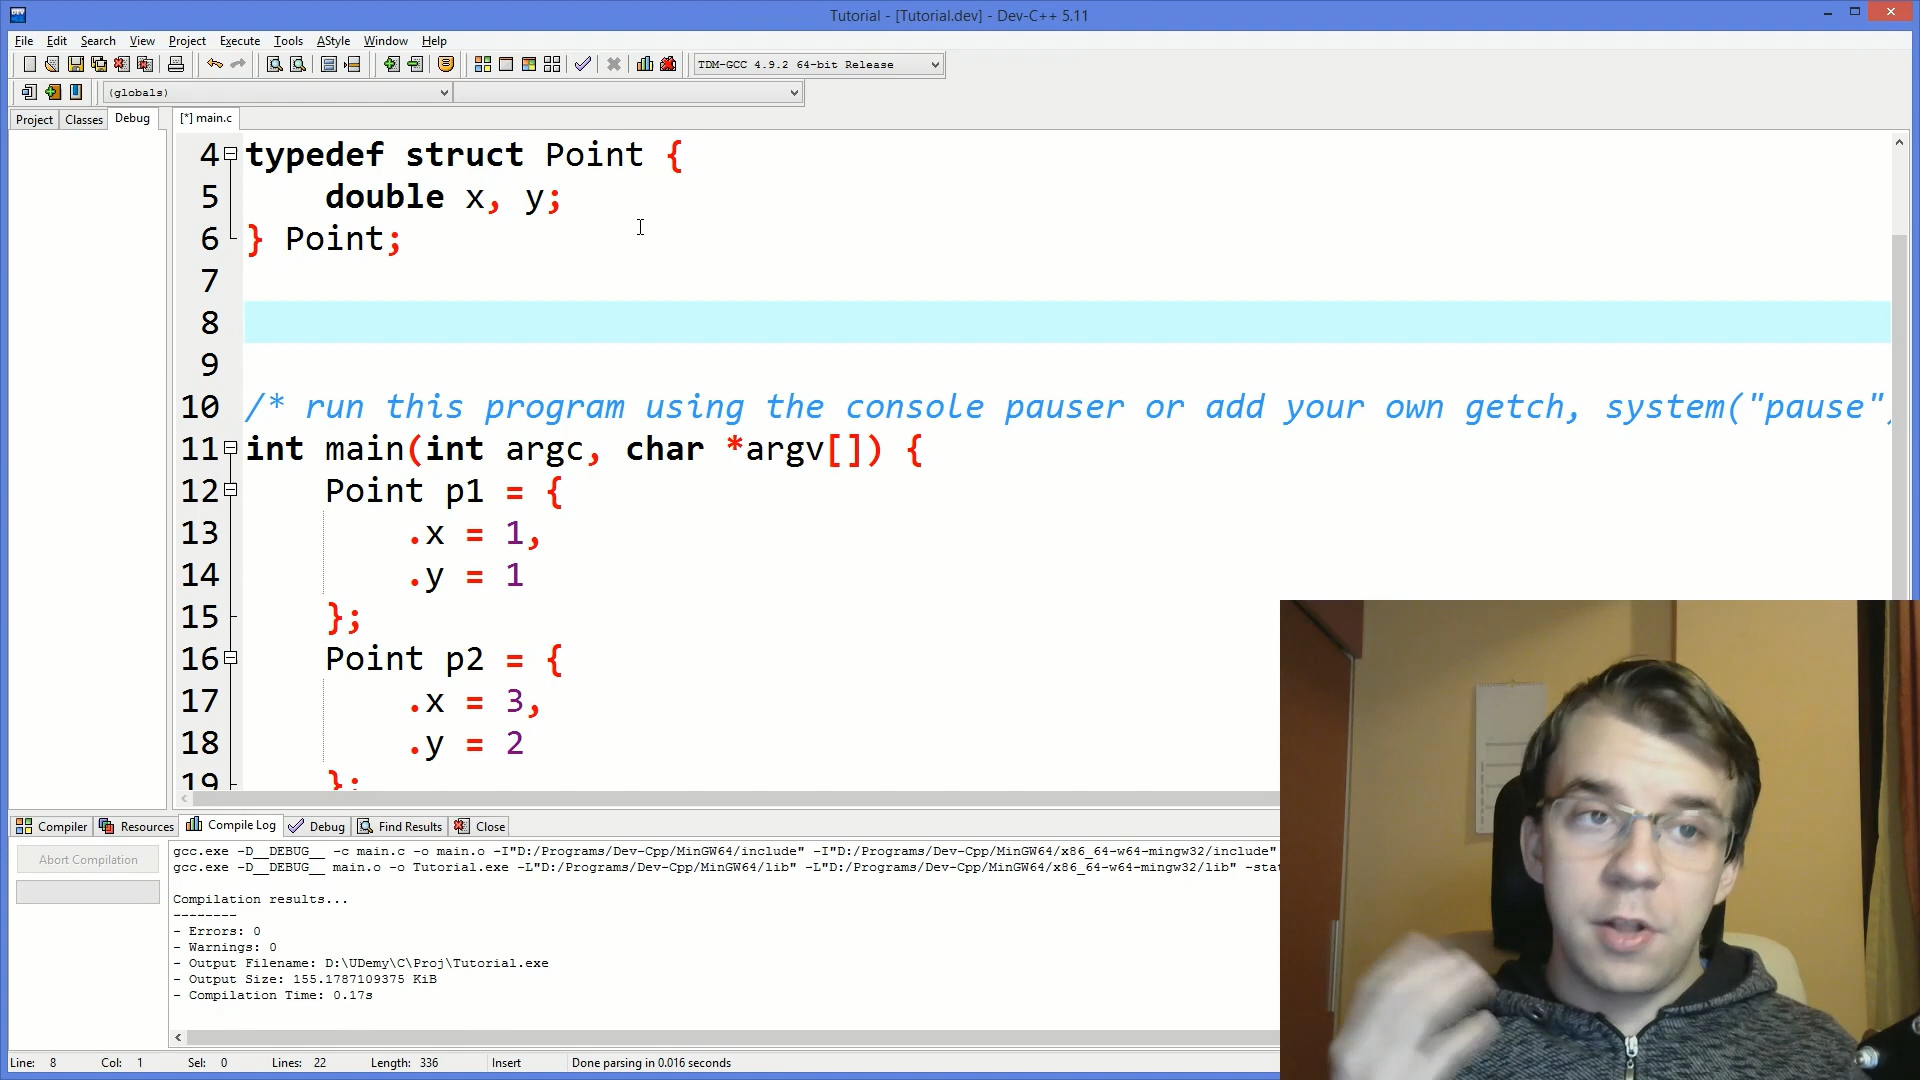 Tutorial - [Tutorial.dev] - Dev-C++ 5.11
File Edit Search View Project Execute Tools AStyle Window Help
TDM-GCC 4.9.2 64-bit Release
(globals)
Project Classes Debug [*] main.c
4 typedef struct Point {
5 double x, y;
6 } Point;
7
8
9
10 /* run this program using the console pauser or add your own getch, system("pause")
11 int main(int argc, char *argv[]) {
12 Point p1 = {
13 .x = 1,
14 .y = 1
15 };
16 Point p2 = {
17 .x = 3,
18 .y = 2
19 };
Compiler Resources Compile Log Debug Find Results Close
Abort Compilation
gcc.exe -D__DEBUG__ -c main.c -o main.o -I"D:/Programs/Dev-Cpp/MinGW64/include" -I"D:/Programs/Dev-Cpp/MinGW64/x86_64-w64-mingw32/include"
gcc.exe -D__DEBUG__ main.o -o Tutorial.exe -L"D:/Programs/Dev-Cpp/MinGW64/lib" -L"D:/Programs/Dev-Cpp/MinGW64/x86_64-w64-mingw32/lib" -stat
Compilation results...
--------
- Errors: 0
- Warnings: 0
- Output Filename: D:\UDemy\C\Proj\Tutorial.exe
- Output Size: 155.1787109375 KiB
- Compilation Time: 0.17s
Line: 8 Col: 1 Sel: 0 Lines: 22 Length: 336 Insert Done parsing in 0.016 seconds